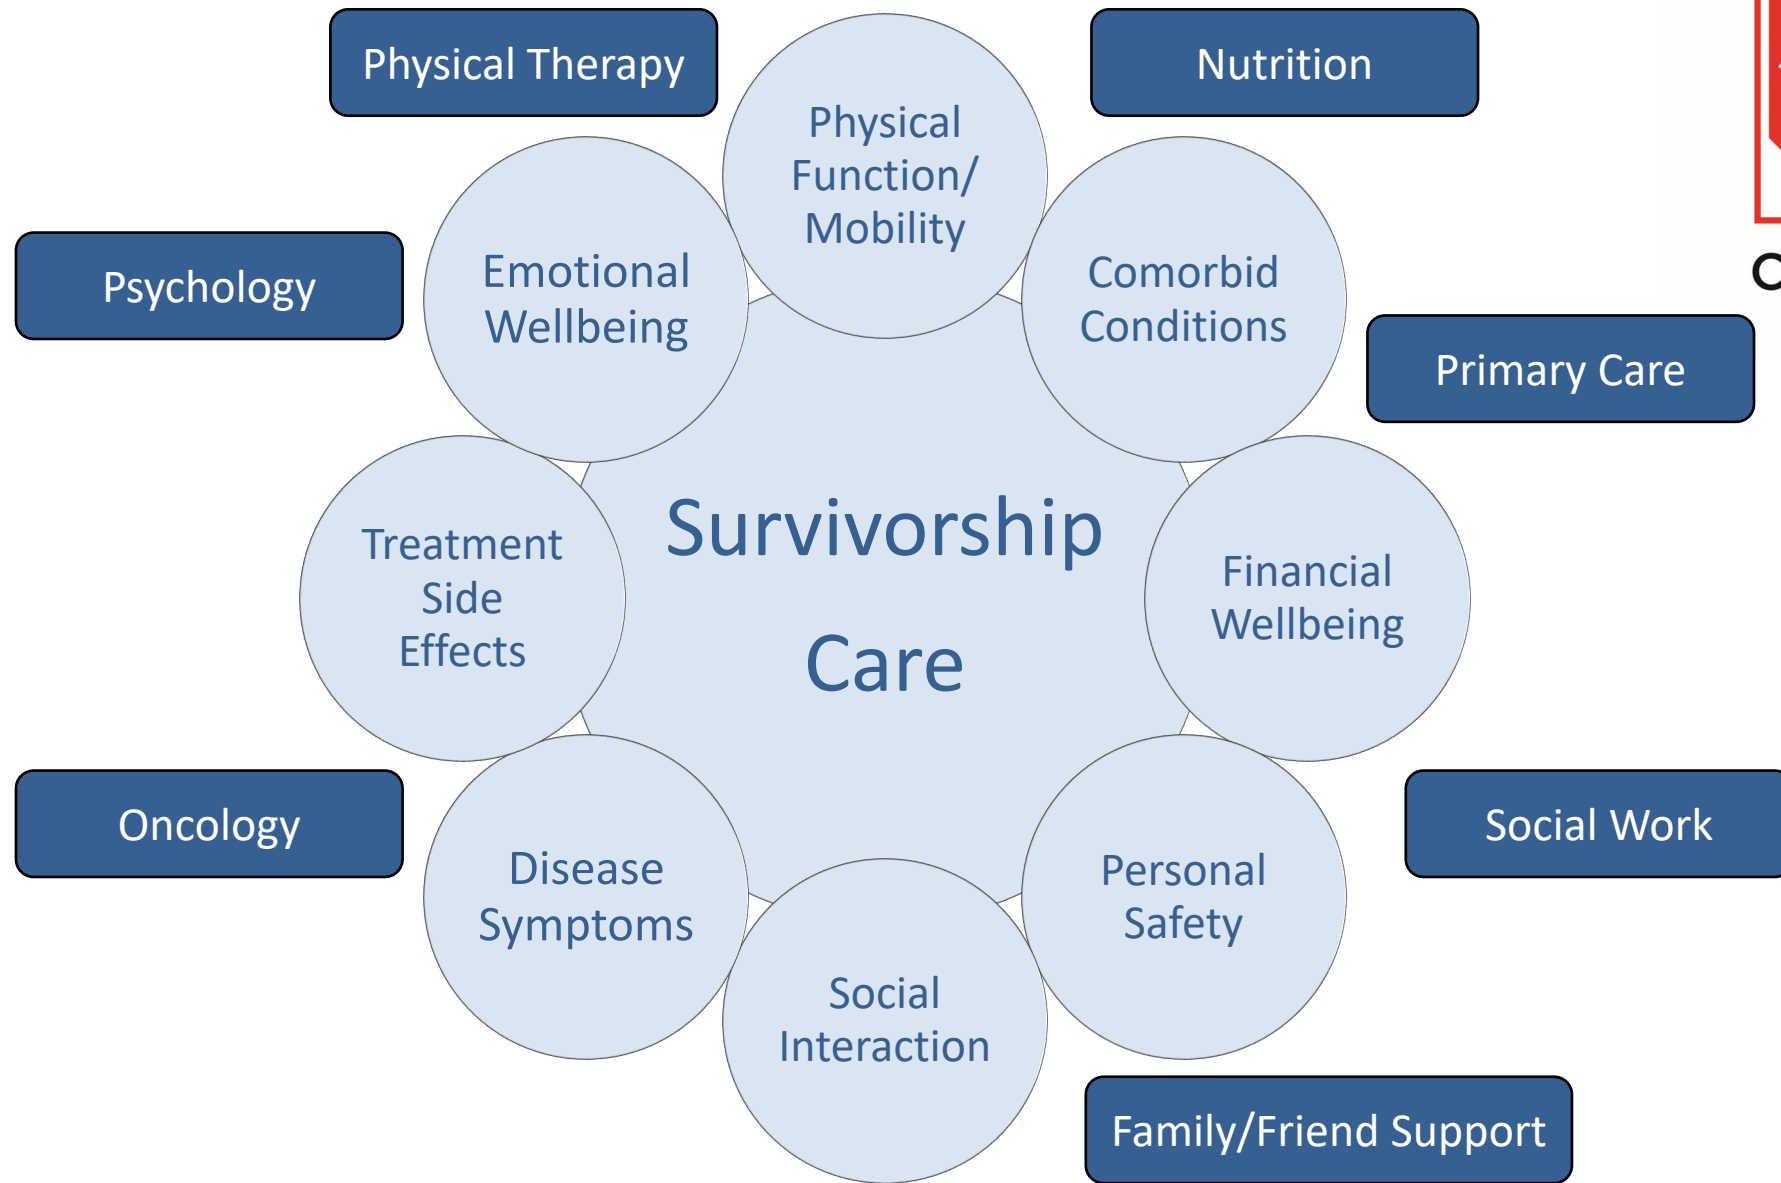 Physical Therapy
Nutrition
Physical
Function/
Mobility
Psychology
Emotional
Wellbeing
Comorbid
Conditions
Primary Care
Survivorship
Care
Treatment
Side
Effects
Financial
Wellbeing
Oncology
Social Work
Disease
Symptoms
Personal
Safety
Social
Interaction
Family/Friend Support